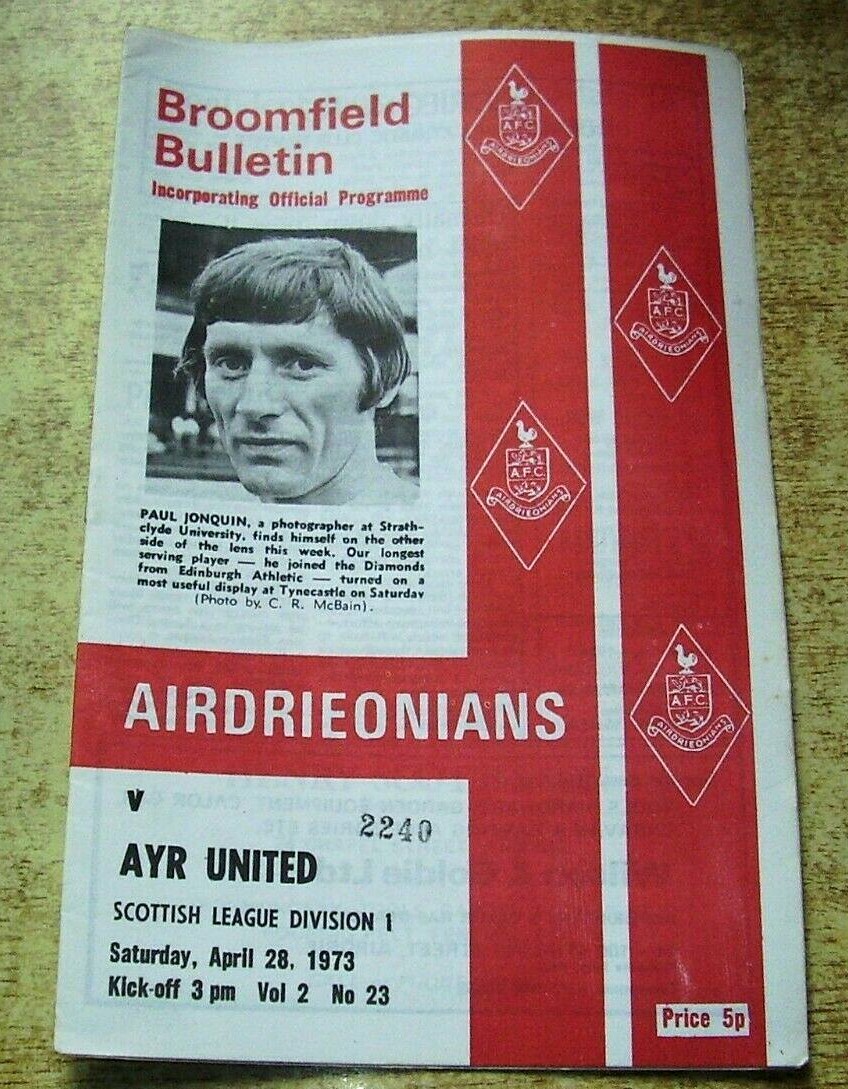 Broomfield
Bulletin
Incorporating Official Programme
PAUL JONQUIN, a photographer at Strath-
clyde University, finds himself on the other
side of the lens this week. Our longest
serving player — he joined the Diamonds
from Edinburgh Athletic — turned on a
most useful display at Tynecastle on Saturday
(Photo by, C. R. McBain).
A.F.C.
AIRDRIEONIANS
A.F.C.
AIRDRIEONIANS
A.F.C.
AIRDRIEONIANS
A.F.C.
AIRDRIEONIANS
AIRDRIEONIANS
v
2240
AYR UNITED
SCOTTISH LEAGUE DIVISION 1
Saturday, April 28, 1973
Kick-off 3 pm Vol 2 No 23
Price 5p